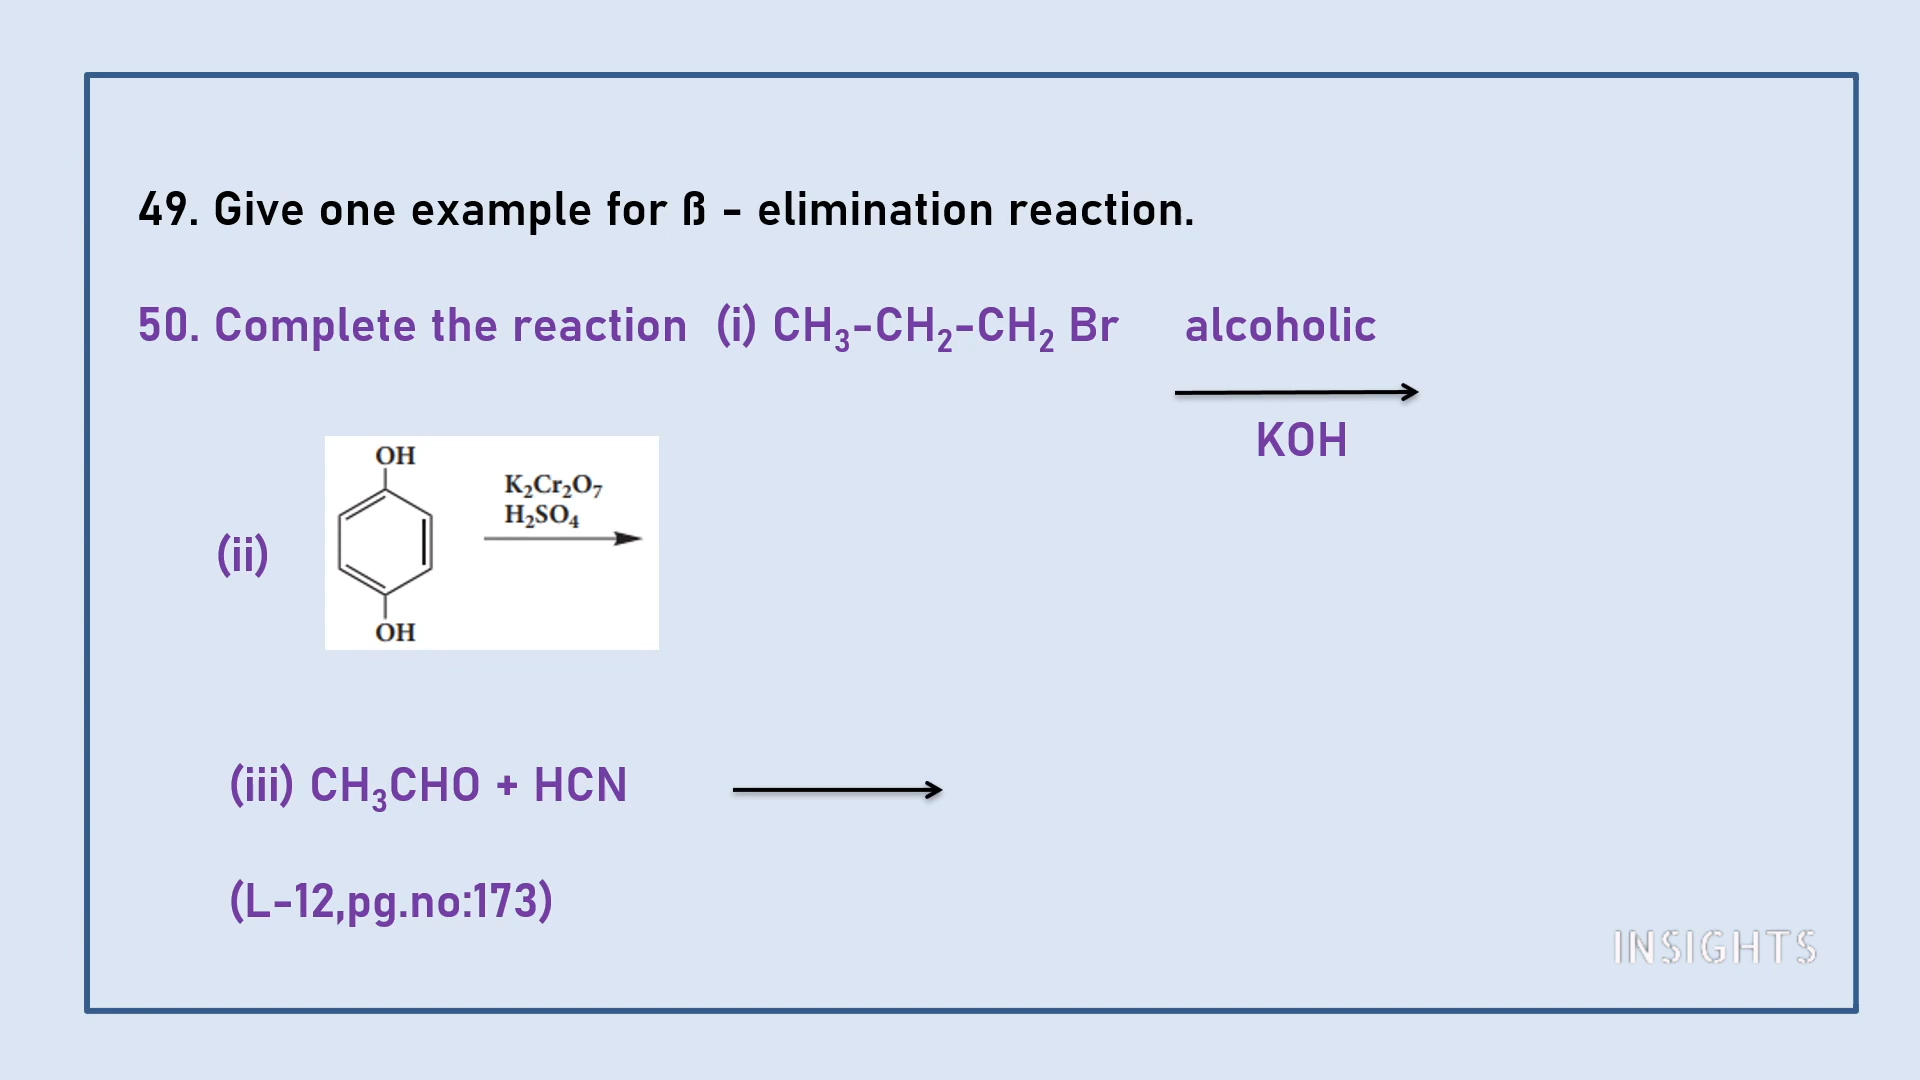 49. Give one example for ß - elimination reaction.
50. Complete the reaction (i) CH₃-CH₂-CH₂ Br alcoholic
KOH
OH
K₂Cr₂O₇
H₂SO₄
(ii)
OH
(iii) CH₃CHO + HCN
(L-12,pg.no:173)
INSIGHTS